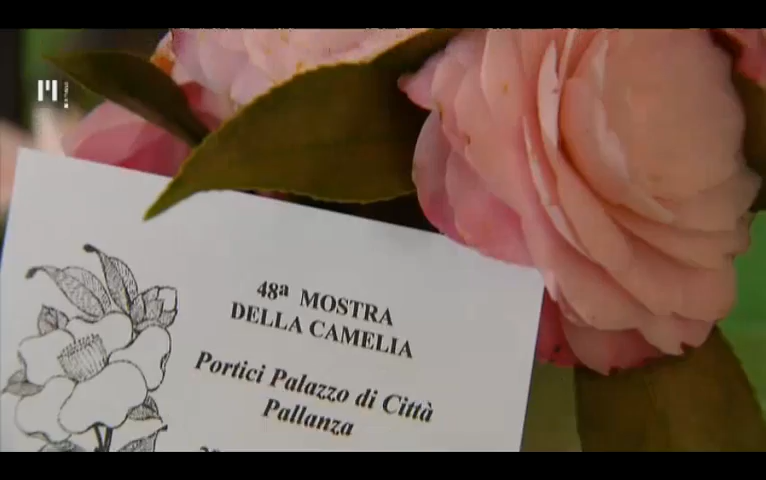 48ª MOSTRA
DELLA CAMELIA
Portici Palazzo di Città
Pallanza